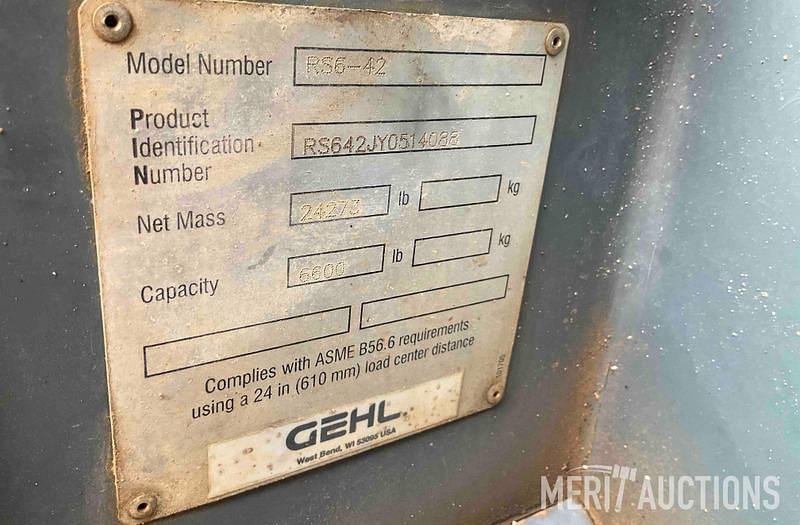 Model Number RS6-42
Product
Identification
Number RS642JY0514088
Net Mass 24273 lb kg
Capacity 6600 lb kg
Complies with ASME B56.6 requirements
using a 24 in (610 mm) load center distance
GEHL
West Bend, WI 53095 USA
MERIT AUCTIONS